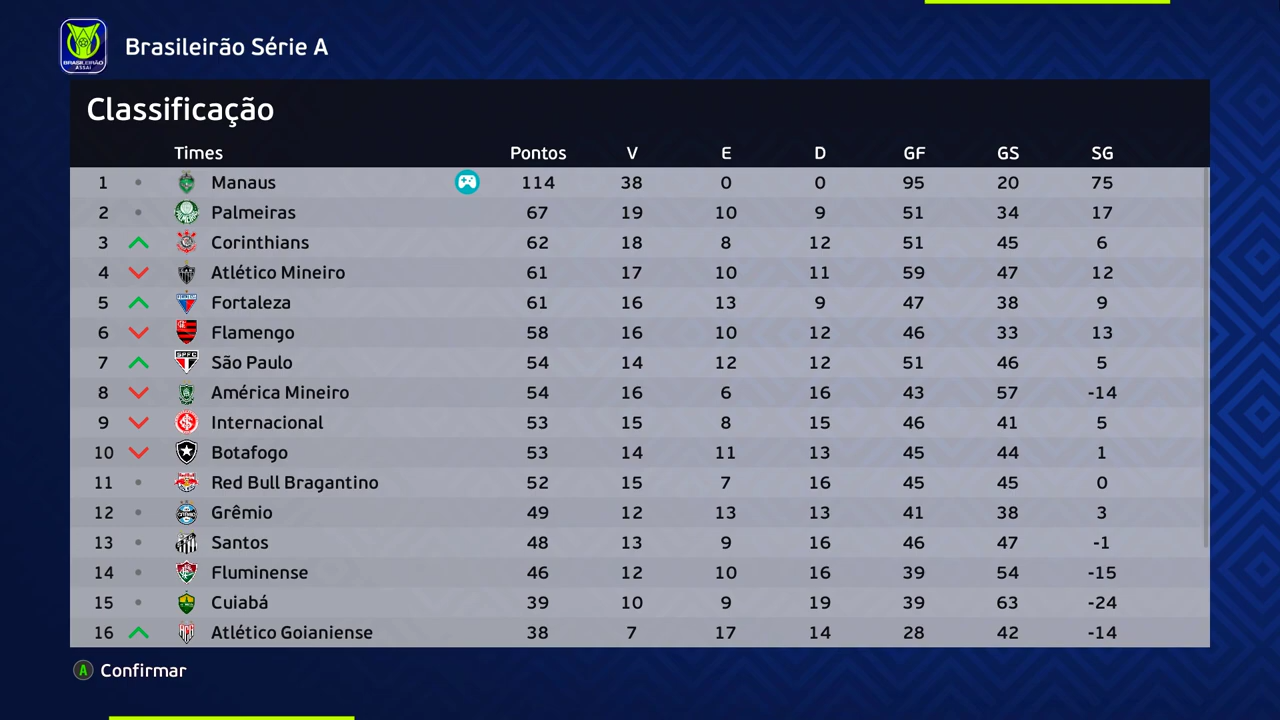 BRASILEIRÃO
ASSAÍ
Brasileirão Série A
Classificação
Times Pontos V E D GF GS SG
1 Manaus 114 38 0 0 95 20 75
2 Palmeiras 67 19 10 9 51 34 17
3 Corinthians 62 18 8 12 51 45 6
4 Atlético Mineiro 61 17 10 11 59 47 12
5 Fortaleza 61 16 13 9 47 38 9
6 Flamengo 58 16 10 12 46 33 13
7 SPFC São Paulo 54 14 12 12 51 46 5
8 América Mineiro 54 16 6 16 43 57 -14
9 Internacional 53 15 8 15 46 41 5
10 Botafogo 53 14 11 13 45 44 1
11 Red Bull Bragantino 52 15 7 16 45 45 0
12 Grêmio 49 12 13 13 41 38 3
13 Santos 48 13 9 16 46 47 -1
14 Fluminense 46 12 10 16 39 54 -15
15 Cuiabá 39 10 9 19 39 63 -24
16 Atlético Goianiense 38 7 17 14 28 42 -14
A Confirmar